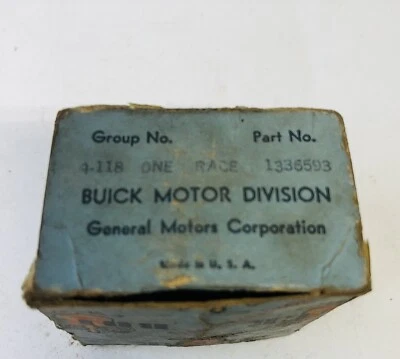 Group No. Part No.
4-118 ONE RACE 1336593
BUICK MOTOR DIVISION
General Motors Corporation
Made in U. S. A.